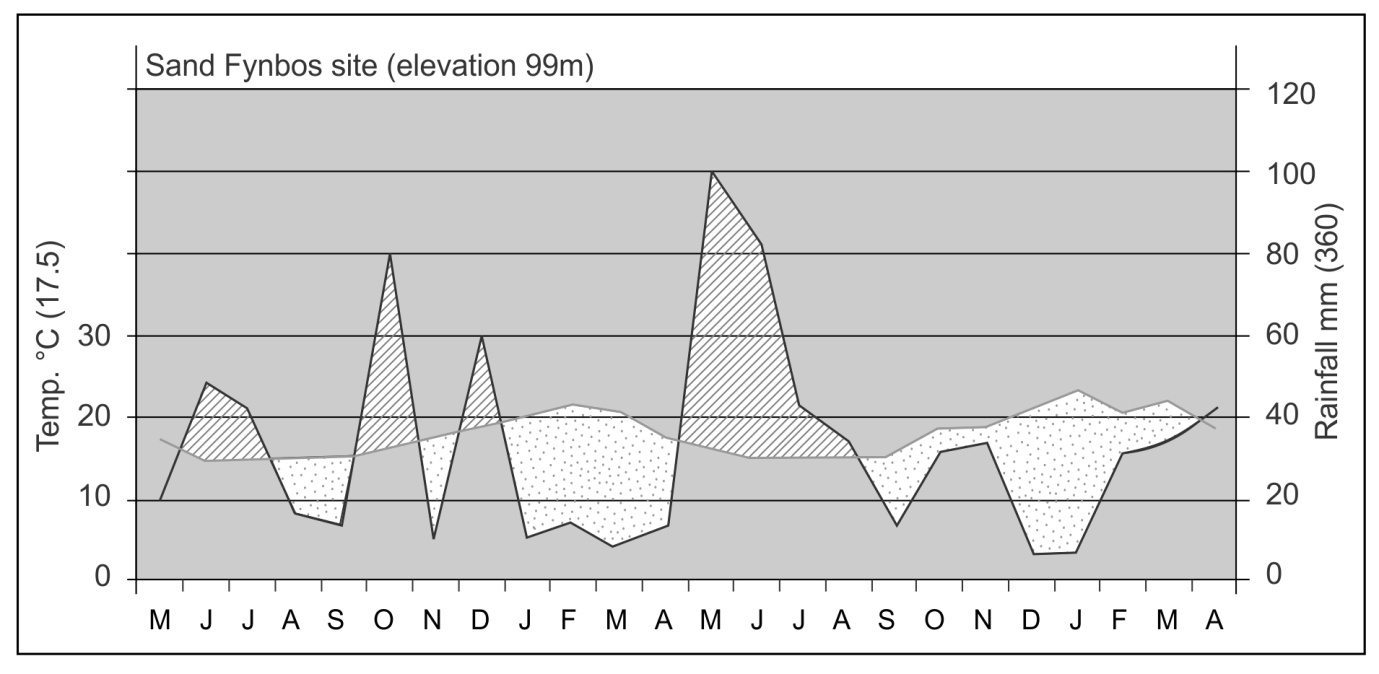 Sand Fynbos site (elevation 99m)
Temp. °C (17.5)
30
20
10
0
120
100
80
60
40
20
0
Rainfall mm (360)
M J J A S O N D J F M A M J J A S O N D J F M A